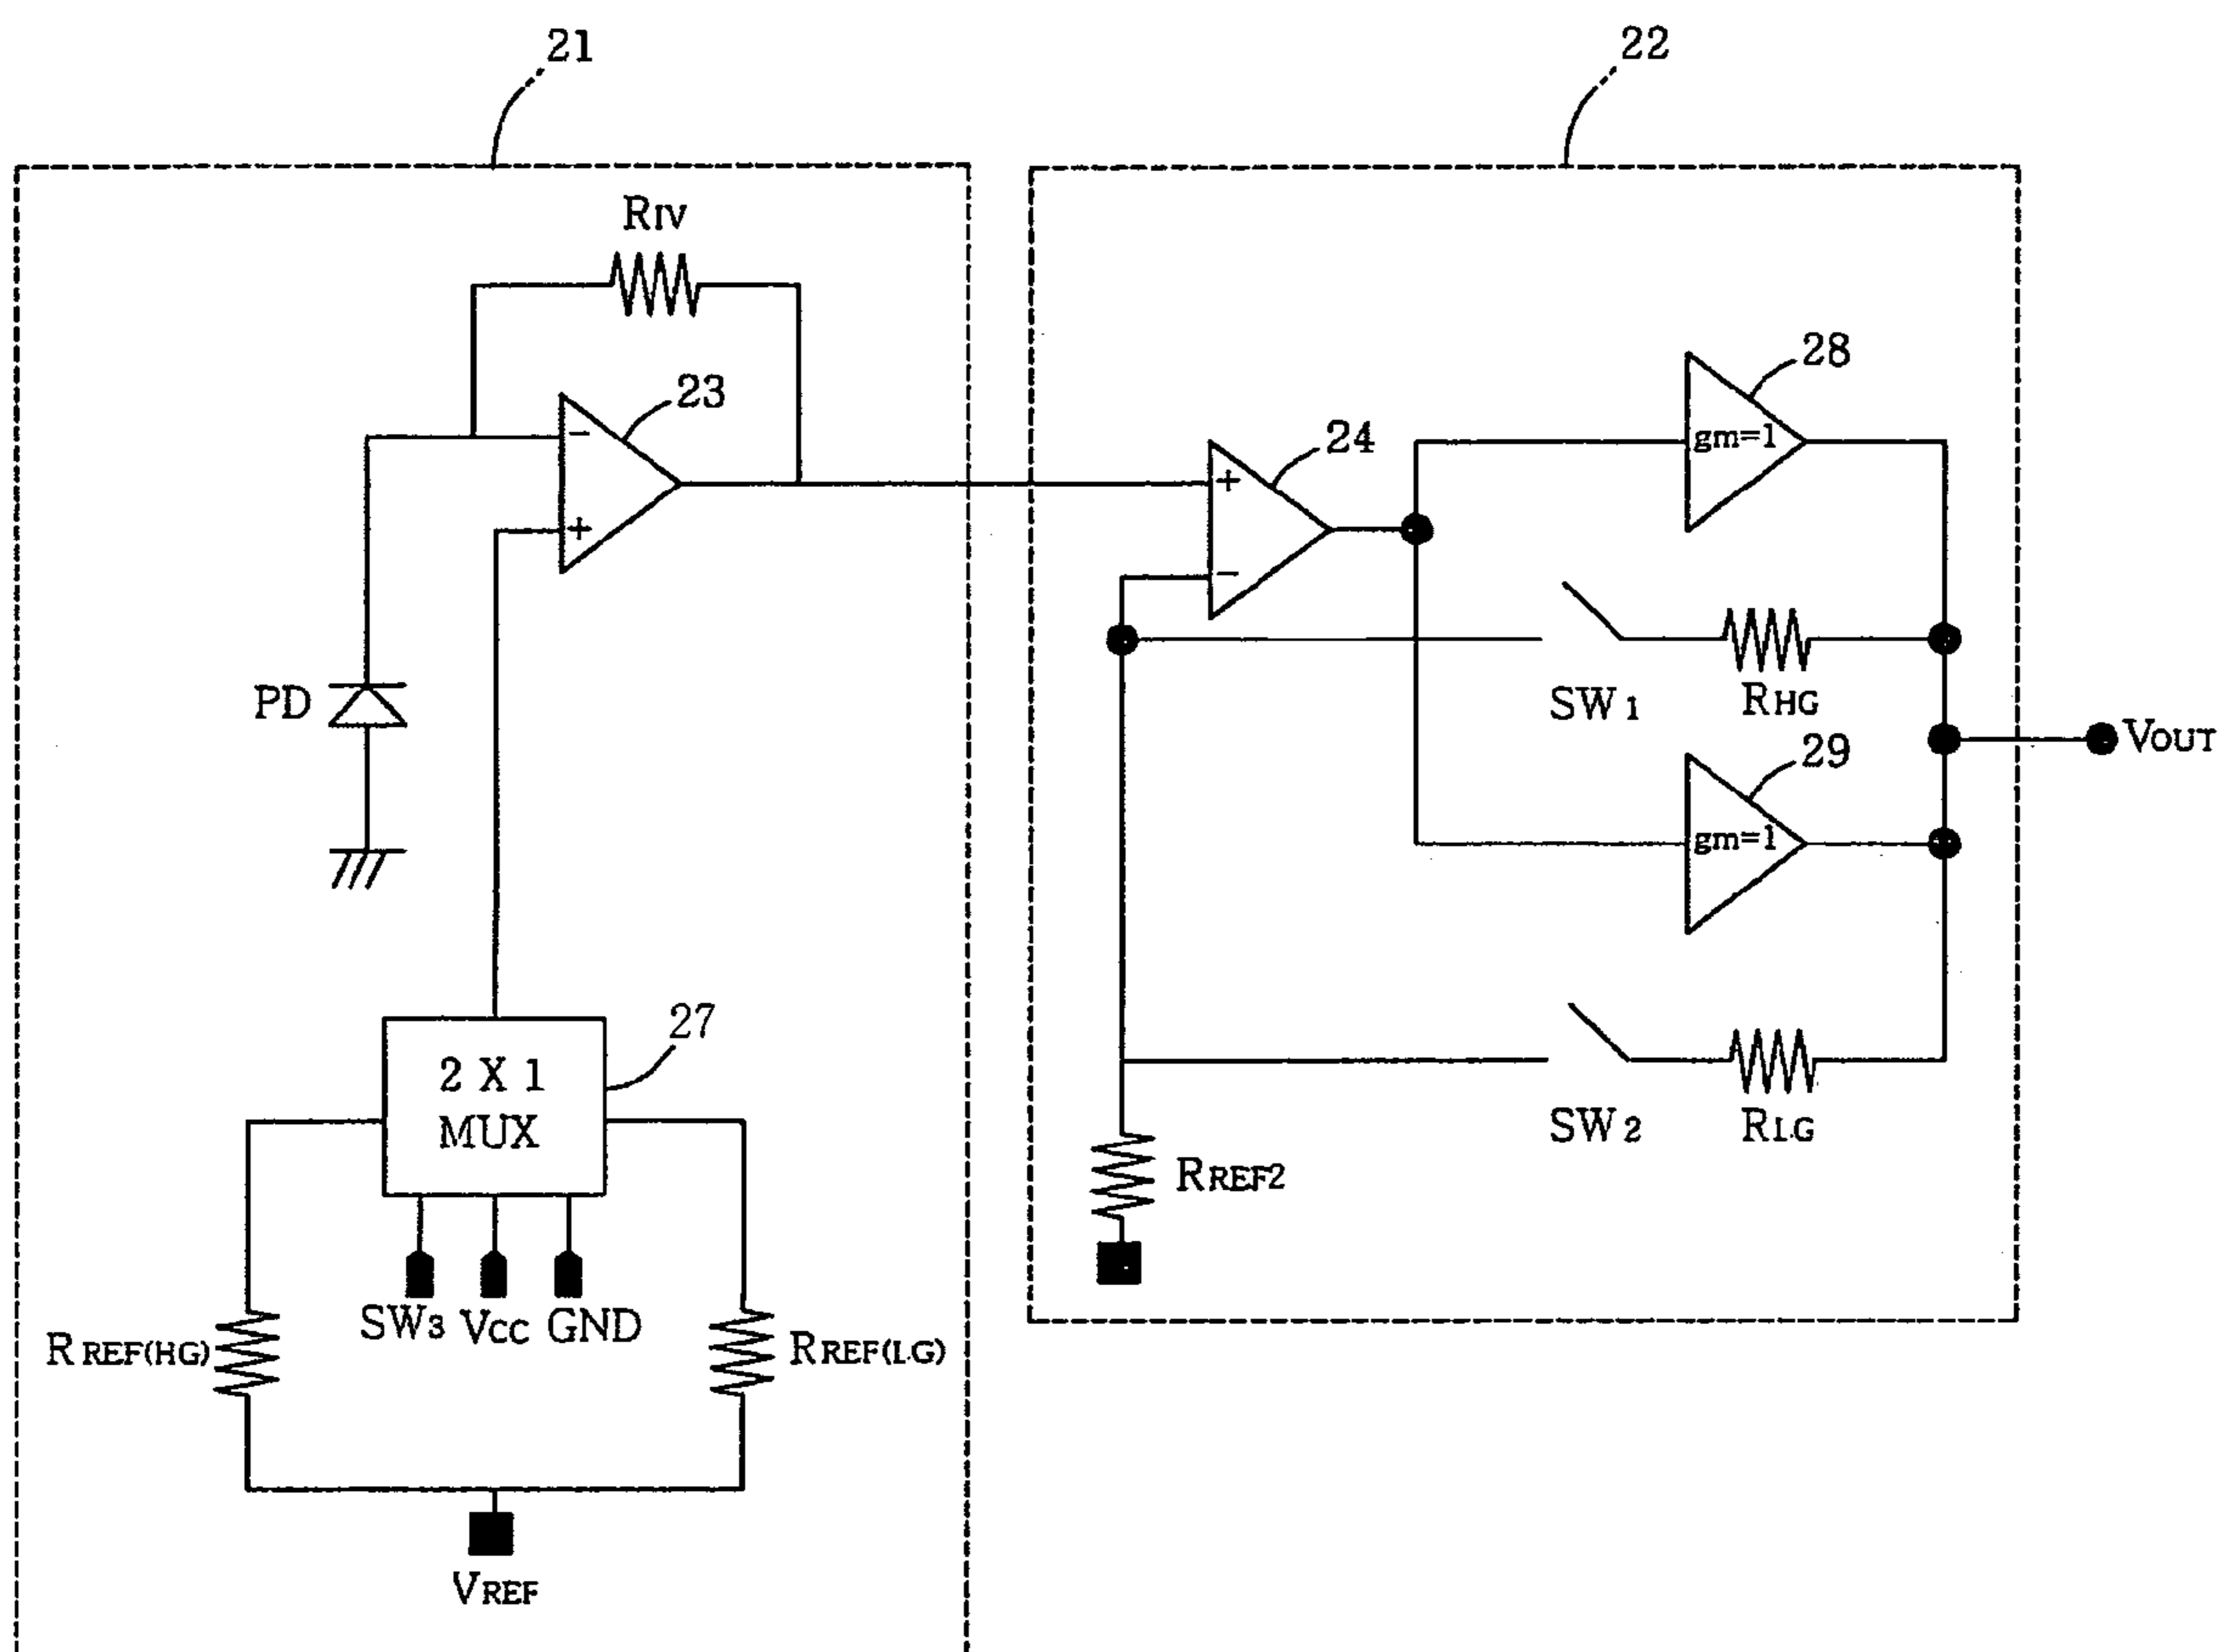 21
22
RIV
23
28
gm=1
24
+
-
-
+
SW1
RHG
PD
VOUT
29
gm=1
27
2 X 1
MUX
SW2
RLG
RREF2
SW3 VCC GND
RREF(HG)
RREF(LG)
VREF